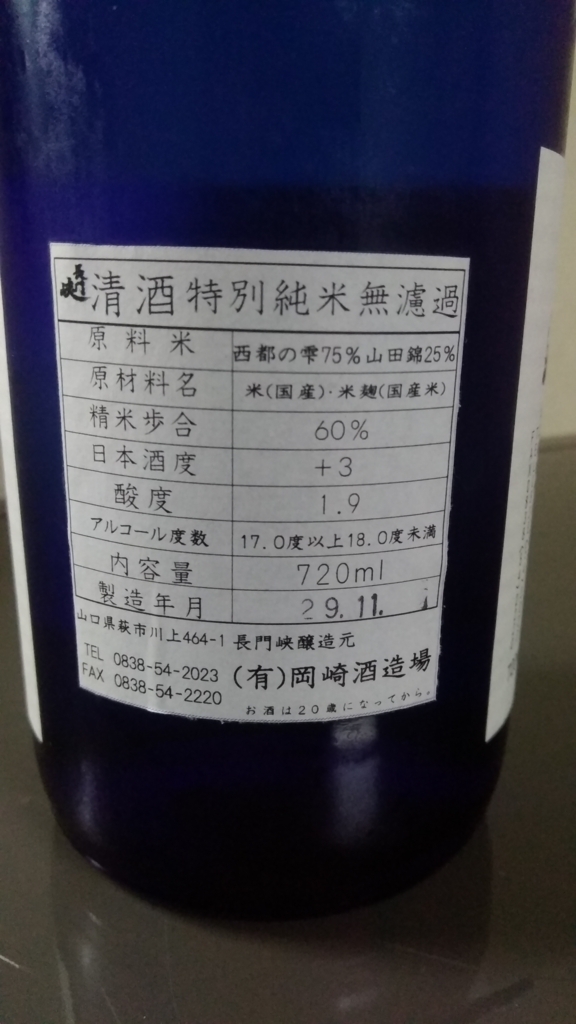 長門峡 清酒特別純米無濾過
原料米 西都の雫75%山田錦25%
原材料名 米(国産)・米麹(国産米)
精米歩合 60%
日本酒度 +3
酸度 1.9
アルコール度数 17.0度以上18.0度未満
内容量 720ml
製造年月 29.11.
山口県萩市川上464-1 長門峡醸造元
TEL 0838-54-2023 (有)岡崎酒造場
FAX 0838-54-2220
お酒は20歳になってから。